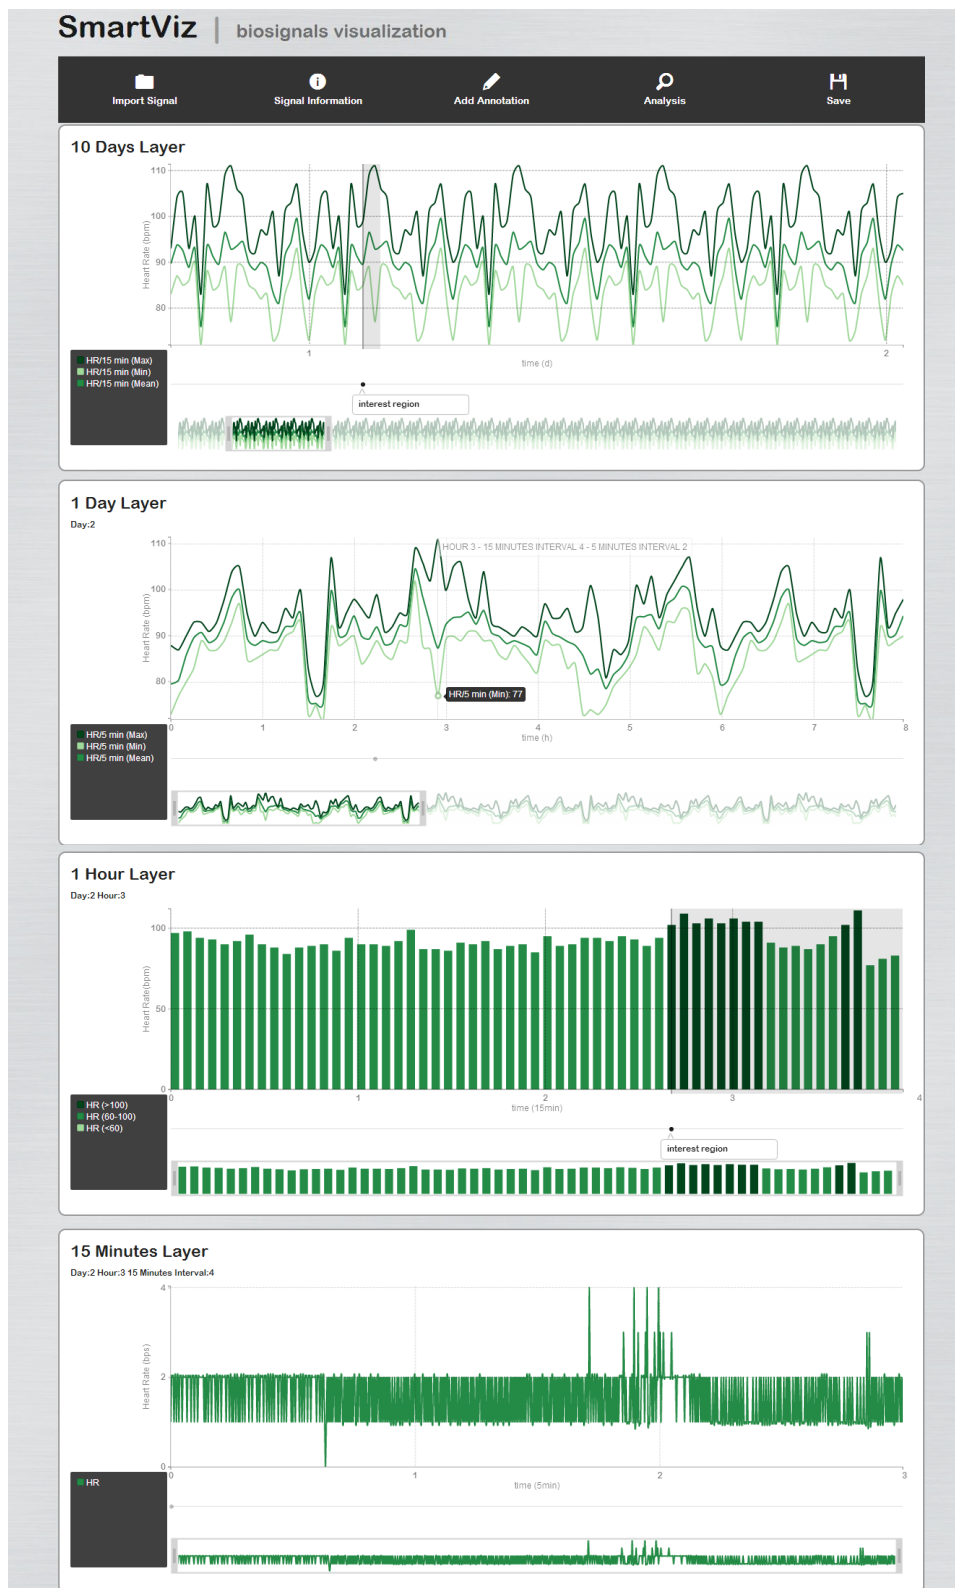 SmartViz | biosignals visualization
Import Signal Signal Information Add Annotation Analysis Save
10 Days Layer
110
100
90
80
Heart Rate (bpm)
1 2
time (d)
HR/15 min (Max)
HR/15 min (Min)
HR/15 min (Mean)
interest region
1 Day Layer
Day:2
110
100
90
80
Heart Rate (bpm)
HOUR 3 - 15 MINUTES INTERVAL 4 - 5 MINUTES INTERVAL 2
HR/5 min (Min): 77
0 1 2 3 4 5 6 7 8
time (h)
HR/5 min (Max)
HR/5 min (Min)
HR/5 min (Mean)
1 Hour Layer
Day:2 Hour:3
100
50
0
Heart Rate(bpm)
0 1 2 3 4
time (15min)
HR (>100)
HR (60-100)
HR (<60)
interest region
15 Minutes Layer
Day:2 Hour:3 15 Minutes Interval:4
4
2
0
Heart Rate (bps)
0 1 2 3
time (5min)
HR